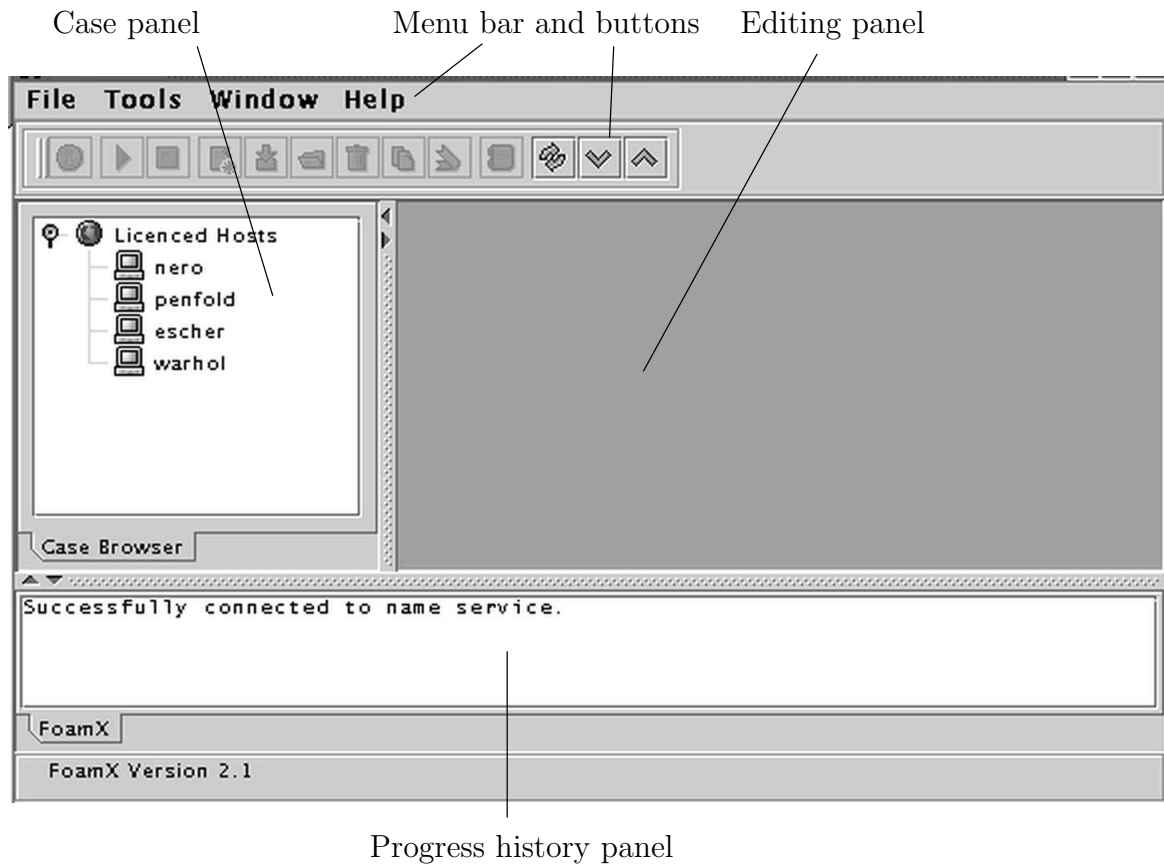 Case panel Menu bar and buttons Editing panel
File Tools Window Help
Licenced Hosts
nero
penfold
escher
warhol
Case Browser
Successfully connected to name service.
FoamX
FoamX Version 2.1
Progress history panel